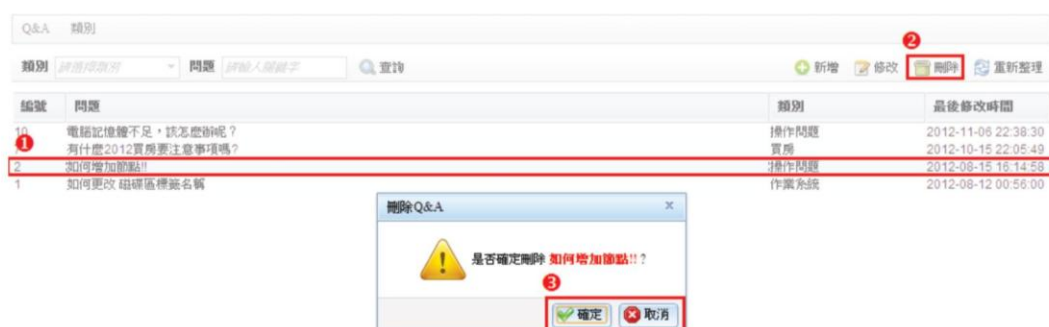 Q&A 類別
❷
類別 請選擇類別 問題 請輸入關鍵字 查詢 新增 修改 刪除 重新整理
編號 問題 類別 最後修改時間
10 電腦記憶體不足,該怎麼辦呢? 操作問題 2012-11-06 22:38:30
❶ 有什麼2012買房要注意事項嗎? 買房 2012-10-15 22:05:49
2 如何增加節點!! 操作問題 2012-08-15 16:14:58
1 如何更改 磁碟區標籤名稱 作業系統 2012-08-12 00:56:00
刪除Q&A
是否確定刪除 如何增加節點!!?
❸
確定 取消